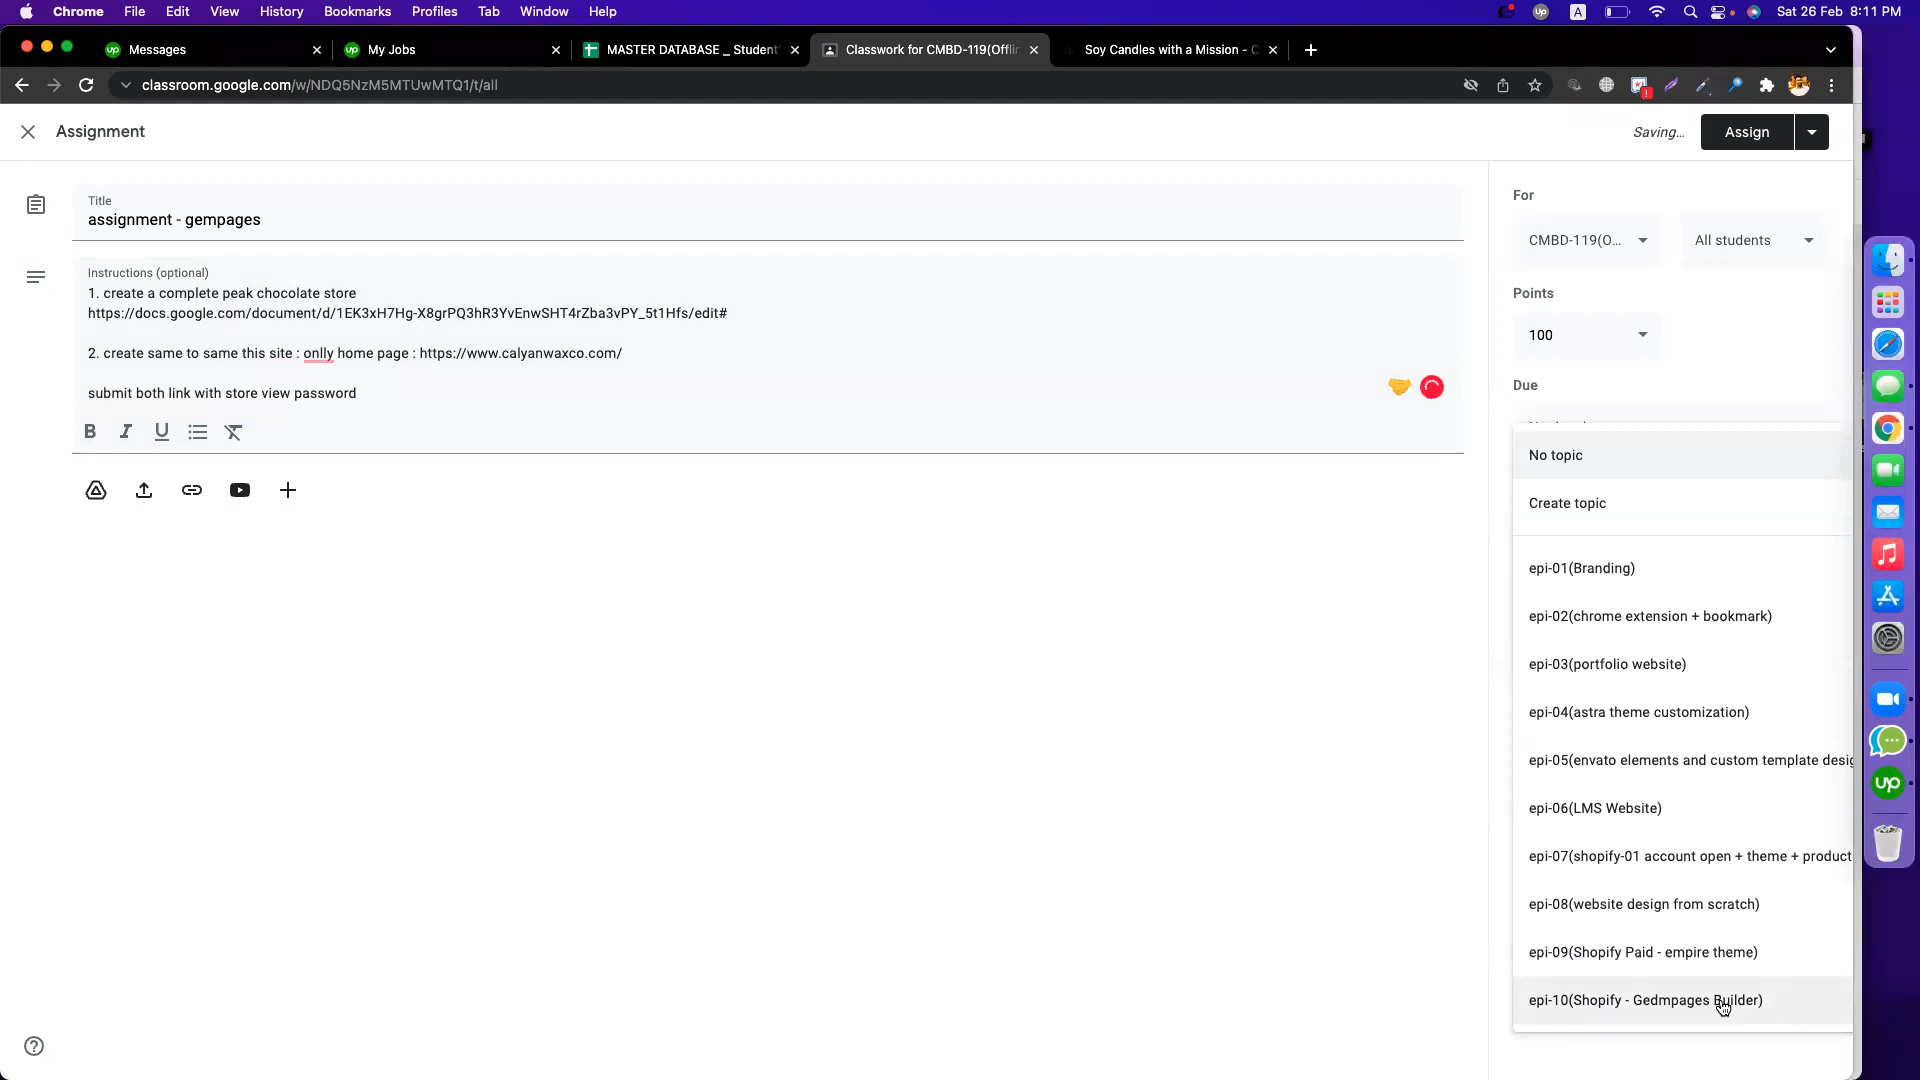 Chrome File Edit View History Bookmarks Profiles Tab Window Help
A
Sat 26 Feb 8:11 PM
Messages
My Jobs
MASTER DATABASE _ Student
Classwork for CMBD-119(Offlin
Soy Candles with a Mission - C
classroom.google.com/w/NDQ5NzM5MTUwMTQ1/t/all
Assignment
Saving...
Assign
Title
assignment - gempages
Instructions (optional)
1. create a complete peak chocolate store
https://docs.google.com/document/d/1EK3xH7Hg-X8grPQ3hR3YvEnwSHT4rZba3vPY_5t1Hfs/edit#
2. create same to same this site : onlly home page : https://www.calyanwaxco.com/
submit both link with store view password
For
CMBD-119(O...
All students
Points
100
Due
No topic
Create topic
epi-01(Branding)
epi-02(chrome extension + bookmark)
epi-03(portfolio website)
epi-04(astra theme customization)
epi-05(envato elements and custom template desig
epi-06(LMS Website)
epi-07(shopify-01 account open + theme + product
epi-08(website design from scratch)
epi-09(Shopify Paid - empire theme)
epi-10(Shopify - Gedmpages Builder)